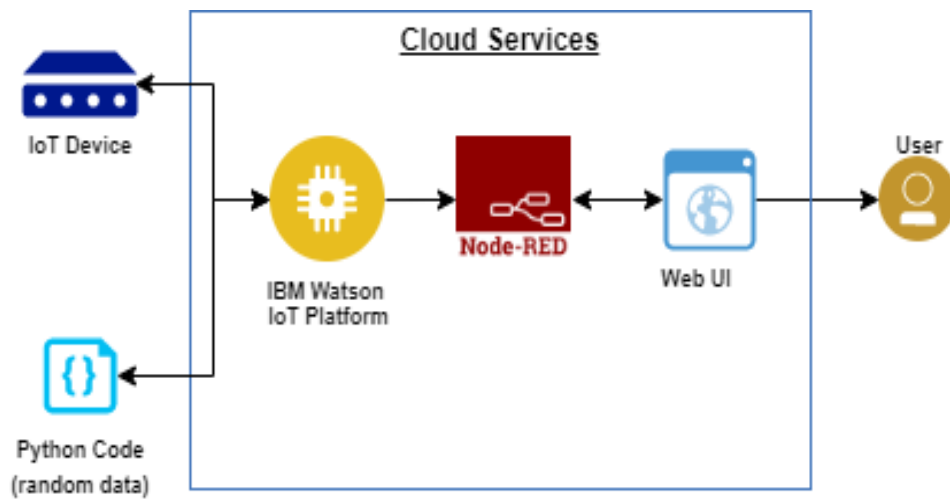 Cloud Services
IoT Device
User
Node-RED
Web UI
IBM Watson
IoT Platform
{}
Python Code
(random data)